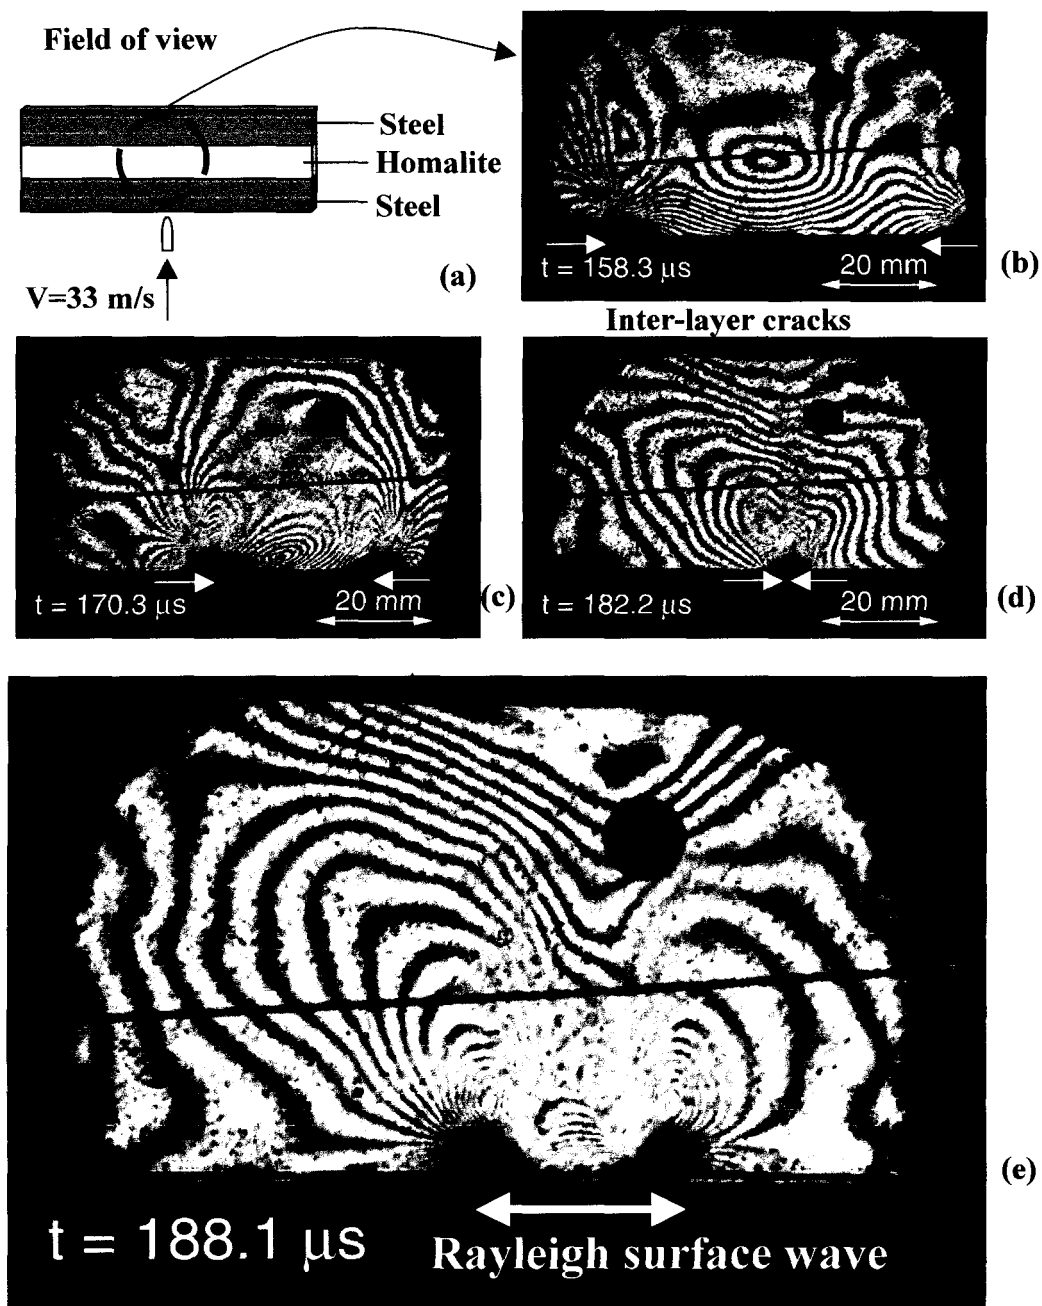 Field of view
Steel
Homalite
Steel
V=33 m/s
(a)
t = 158.3 μs
20 mm
(b)
Inter-layer cracks
t = 170.3 μs
20 mm
(c)
t = 182.2 μs
20 mm
(d)
t = 188.1 μs
Rayleigh surface wave
(e)